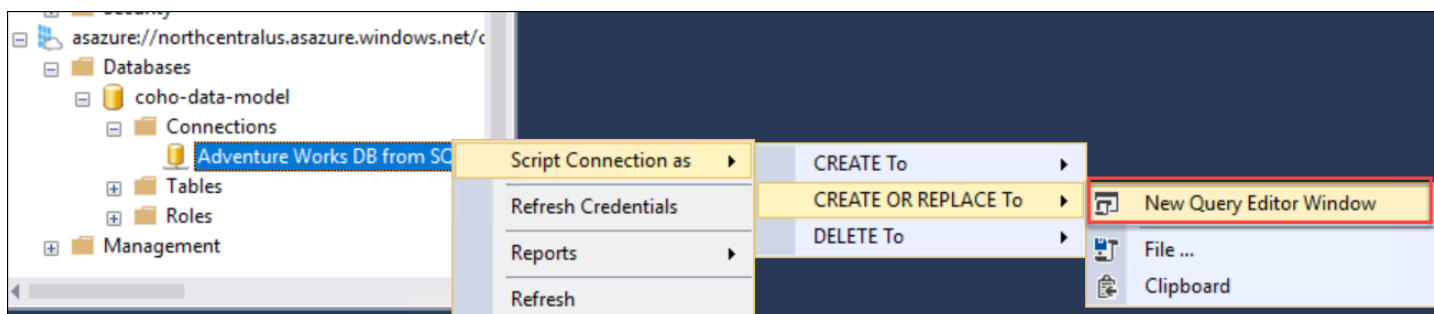 asazure://northcentralus.asazure.windows.net/c
Databases
coho-data-model
Connections
Adventure Works DB from SQ
Tables
Roles
Management
Script Connection as
Refresh Credentials
Reports
Refresh
CREATE To
CREATE OR REPLACE To
DELETE To
New Query Editor Window
File ...
Clipboard